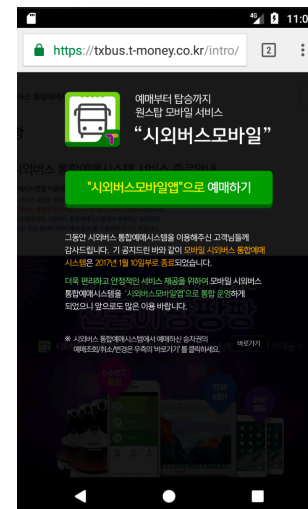 4G 11:0
https://txbus.t-money.co.kr/intro/ 2
예매부터 탑승까지
원스탑 모바일 서비스
“시외버스모바일”
"시외버스모바일앱"으로 예매하기
그동안 시외버스 통합예매시스템을 이용해주신 고객님들께
감사드립니다. 기 공지드린 바와 같이 모바일 시외버스 통합예매
시스템은 2017년 1월 10일부로 종료되었습니다.
더욱 편리하고 안정적인 서비스 제공을 위하여 모바일 시외버스
통합예매시스템을 '시외버스모바일앱'으로 통합 운영하게
되었으니 앞으로도 많은 이용 바랍니다.
※ 시외버스 통합예매시스템에서 예매하신 승차권의
예매조회/취소/변경은 우측의 '바로가기' 를 클릭하세요. 바로가기